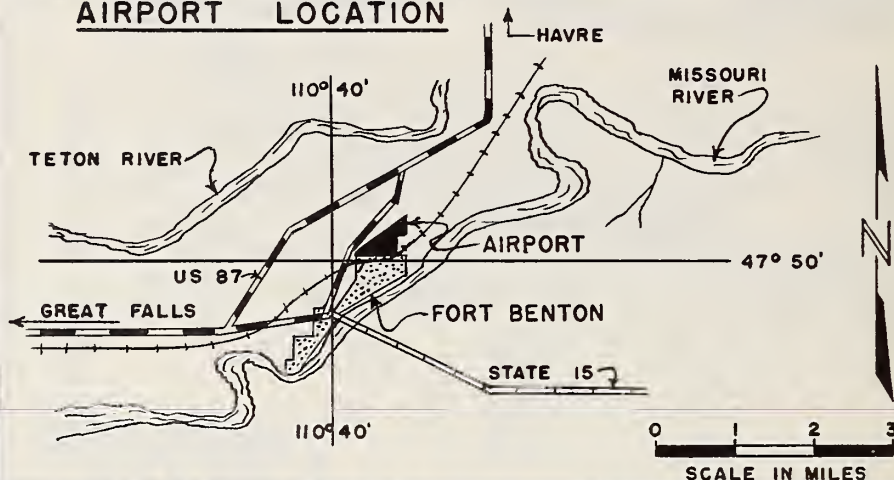 AIRPORT LOCATION
HAVRE
110° 40'
MISSOURI
RIVER
TETON RIVER
AIRPORT
US 87
47° 50'
GREAT FALLS
FORT BENTON
STATE 15
110° 40'
N
0 1 2 3
SCALE IN MILES